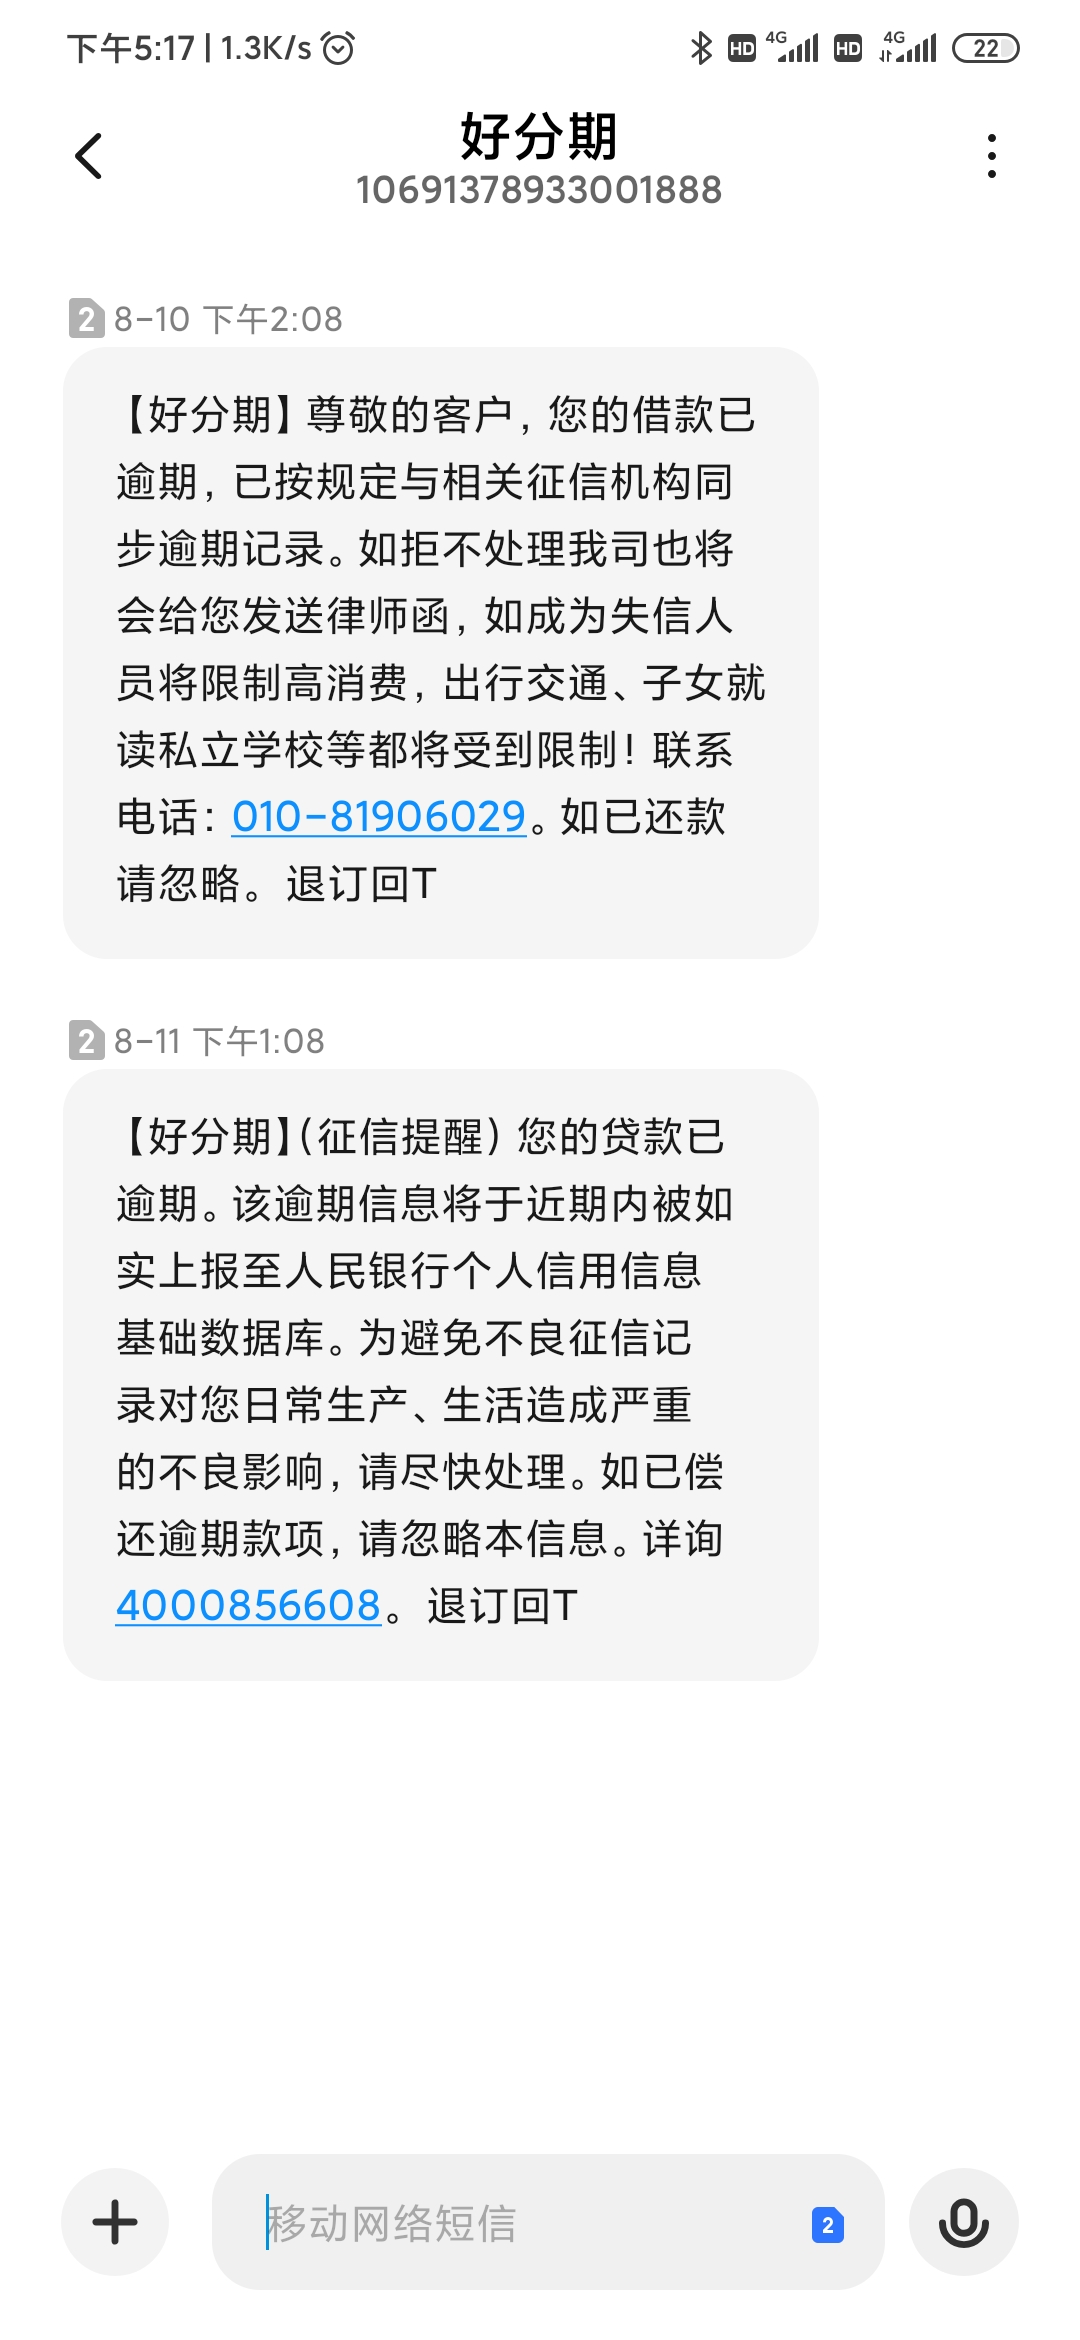 下午5:17 | 1.3K/s
HD 4G HD 4G 22
好分期
10691378933001888
2 8-10 下午2:08
【好分期】尊敬的客户，您的借款已
逾期，已按规定与相关征信机构同
步逾期记录。如拒不处理我司也将
会给您发送律师函，如成为失信人
员将限制高消费，出行交通、子女就
读私立学校等都将受到限制！联系
电话：010-81906029。如已还款
请忽略。退订回T
2 8-11 下午1:08
【好分期】（征信提醒）您的贷款已
逾期。该逾期信息将于近期内被如
实上报至人民银行个人信用信息
基础数据库。为避免不良征信记
录对您日常生产、生活造成严重
的不良影响，请尽快处理。如已偿
还逾期款项，请忽略本信息。详询
4000856608。退订回T
移动网络短信 2